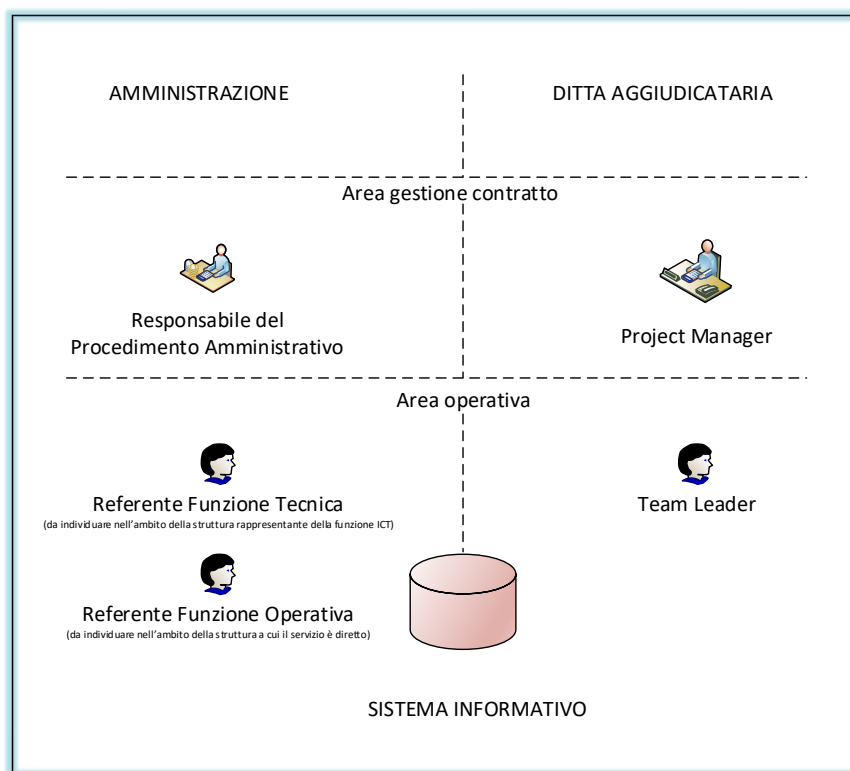 AMMINISTRAZIONE
DITTA AGGIUDICATARIA
Area gestione contratto
Responsabile del
Procedimento Amministrativo
Project Manager
Area operativa
Referente Funzione Tecnica
(da individuare nell'ambito della struttura rappresentante della funzione ICT)
Team Leader
Referente Funzione Operativa
(da individuare nell'ambito della struttura a cui il servizio è diretto)
SISTEMA INFORMATIVO